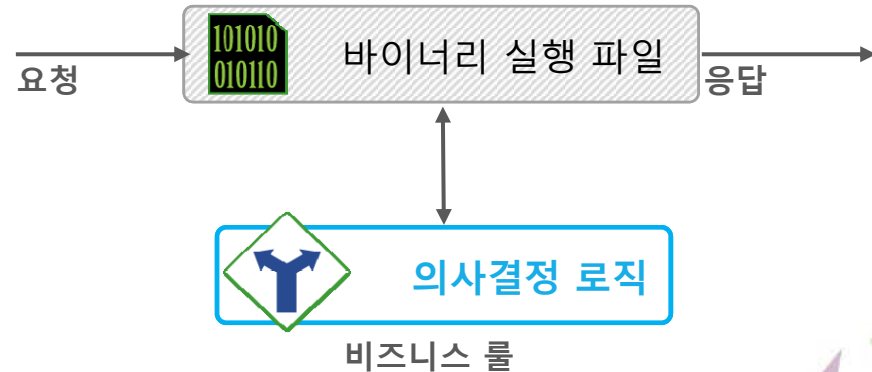 101010
010110
바이너리 실행 파일
요청
응답
의사결정 로직
비즈니스 룰